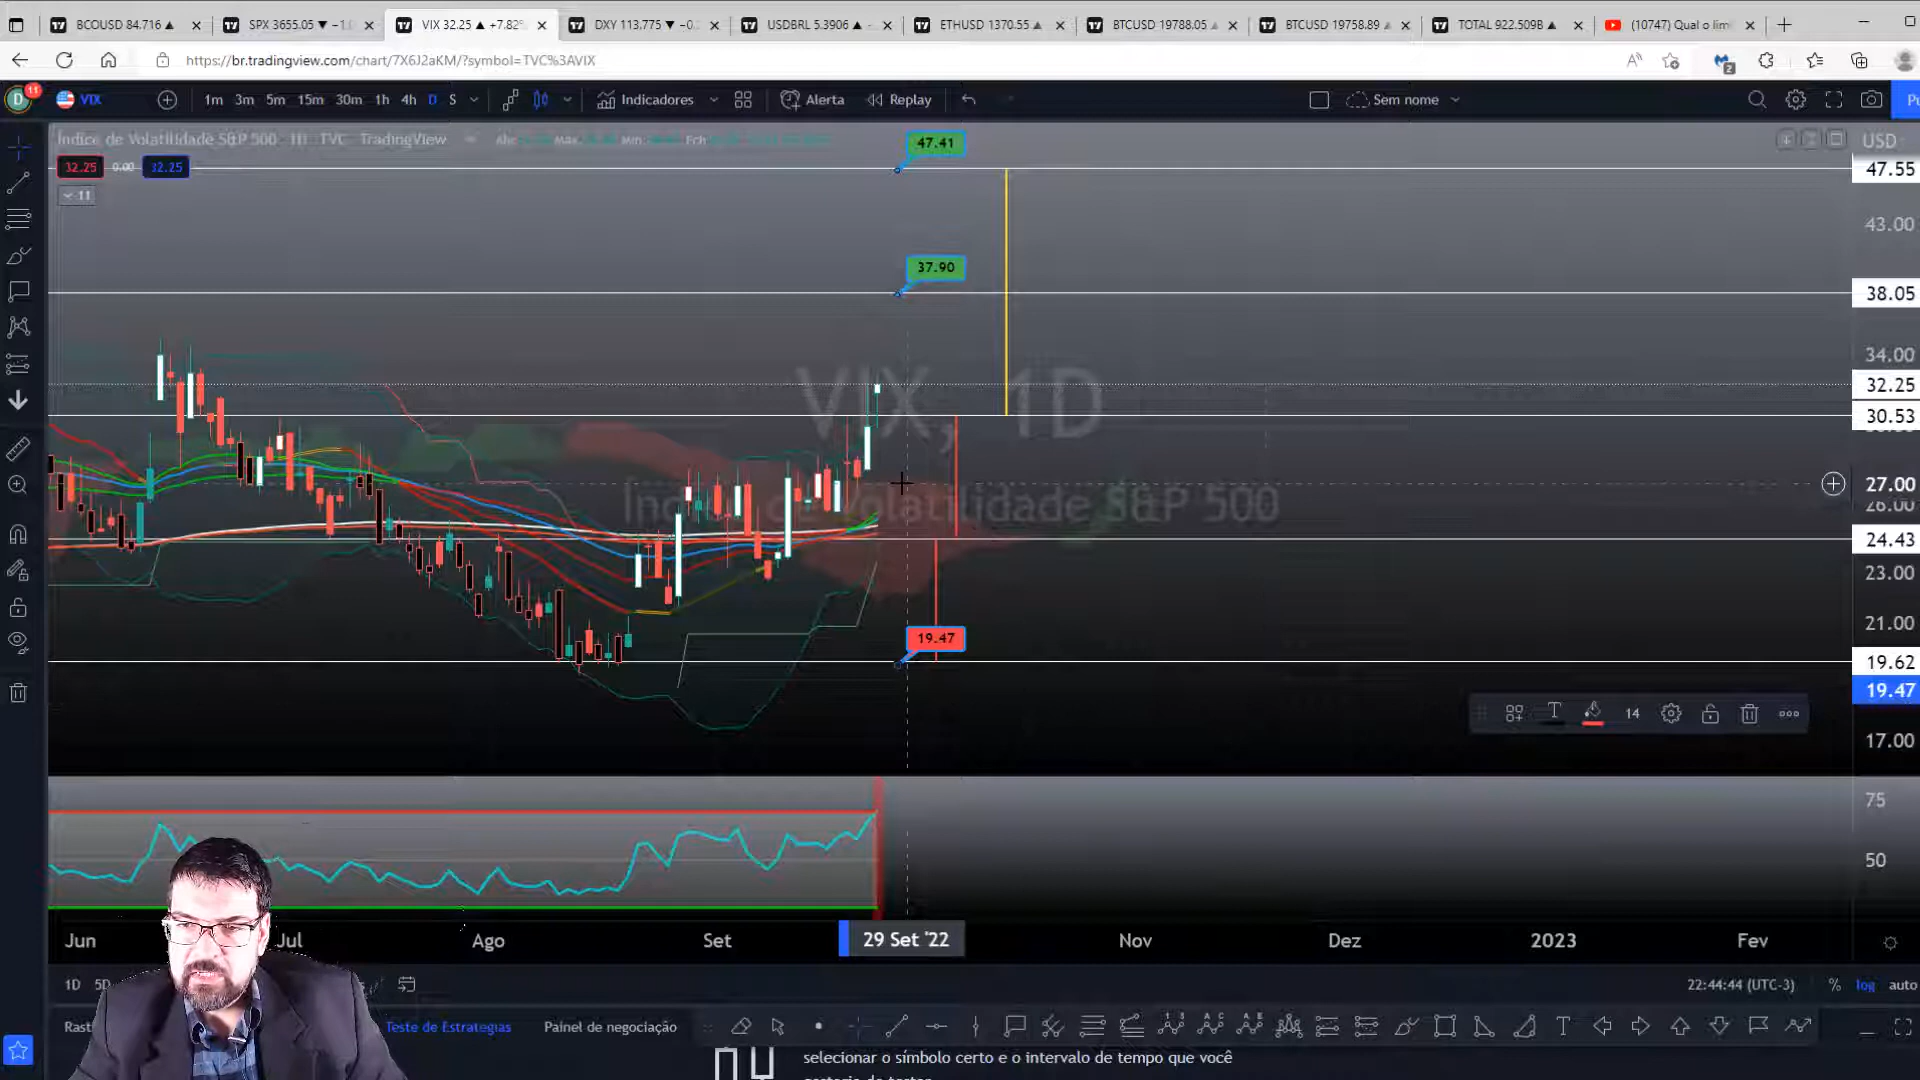 BCOUSD 84.716 ▲
SPX 3655.05 ▼ −1.0
VIX 32.25 ▲ +7.82%
DXY 113.775 ▼ −0.
USDBRL 5.3906 ▲
ETHUSD 1370.55 ▲
BTCUSD 19788.05
BTCUSD 19758.89 ▲
TOTAL 922.509B ▲
(10747) Qual o lim
https://br.tradingview.com/chart/7X6J2aKM/?symbol=TVC%3AVIX
2
D
11
VIX
1m 3m 5m 15m 30m 1h 4h D S
Indicadores
Alerta
Replay
Sem nome
Índice de Volatilidade S&P 500 1D TVC TradingView
Abr
Máx
Mín
Fch
USD
32.25 0.00 32.25
11
47.41
37.90
19.47
47.55
43.00
38.05
34.00
32.25
30.53
27.00
26.00
24.43
23.00
21.00
19.62
19.47
17.00
VIX, 1D
Índice de Volatilidade S&P 500
14
75
50
Jun
Jul
Ago
Set
29 Set '22
Nov
Dez
2023
Fev
1D
22:44:44 (UTC-3)
%
log
auto
Teste de Estratégias
Painel de negociação
selecionar o símbolo certo e o intervalo de tempo que você